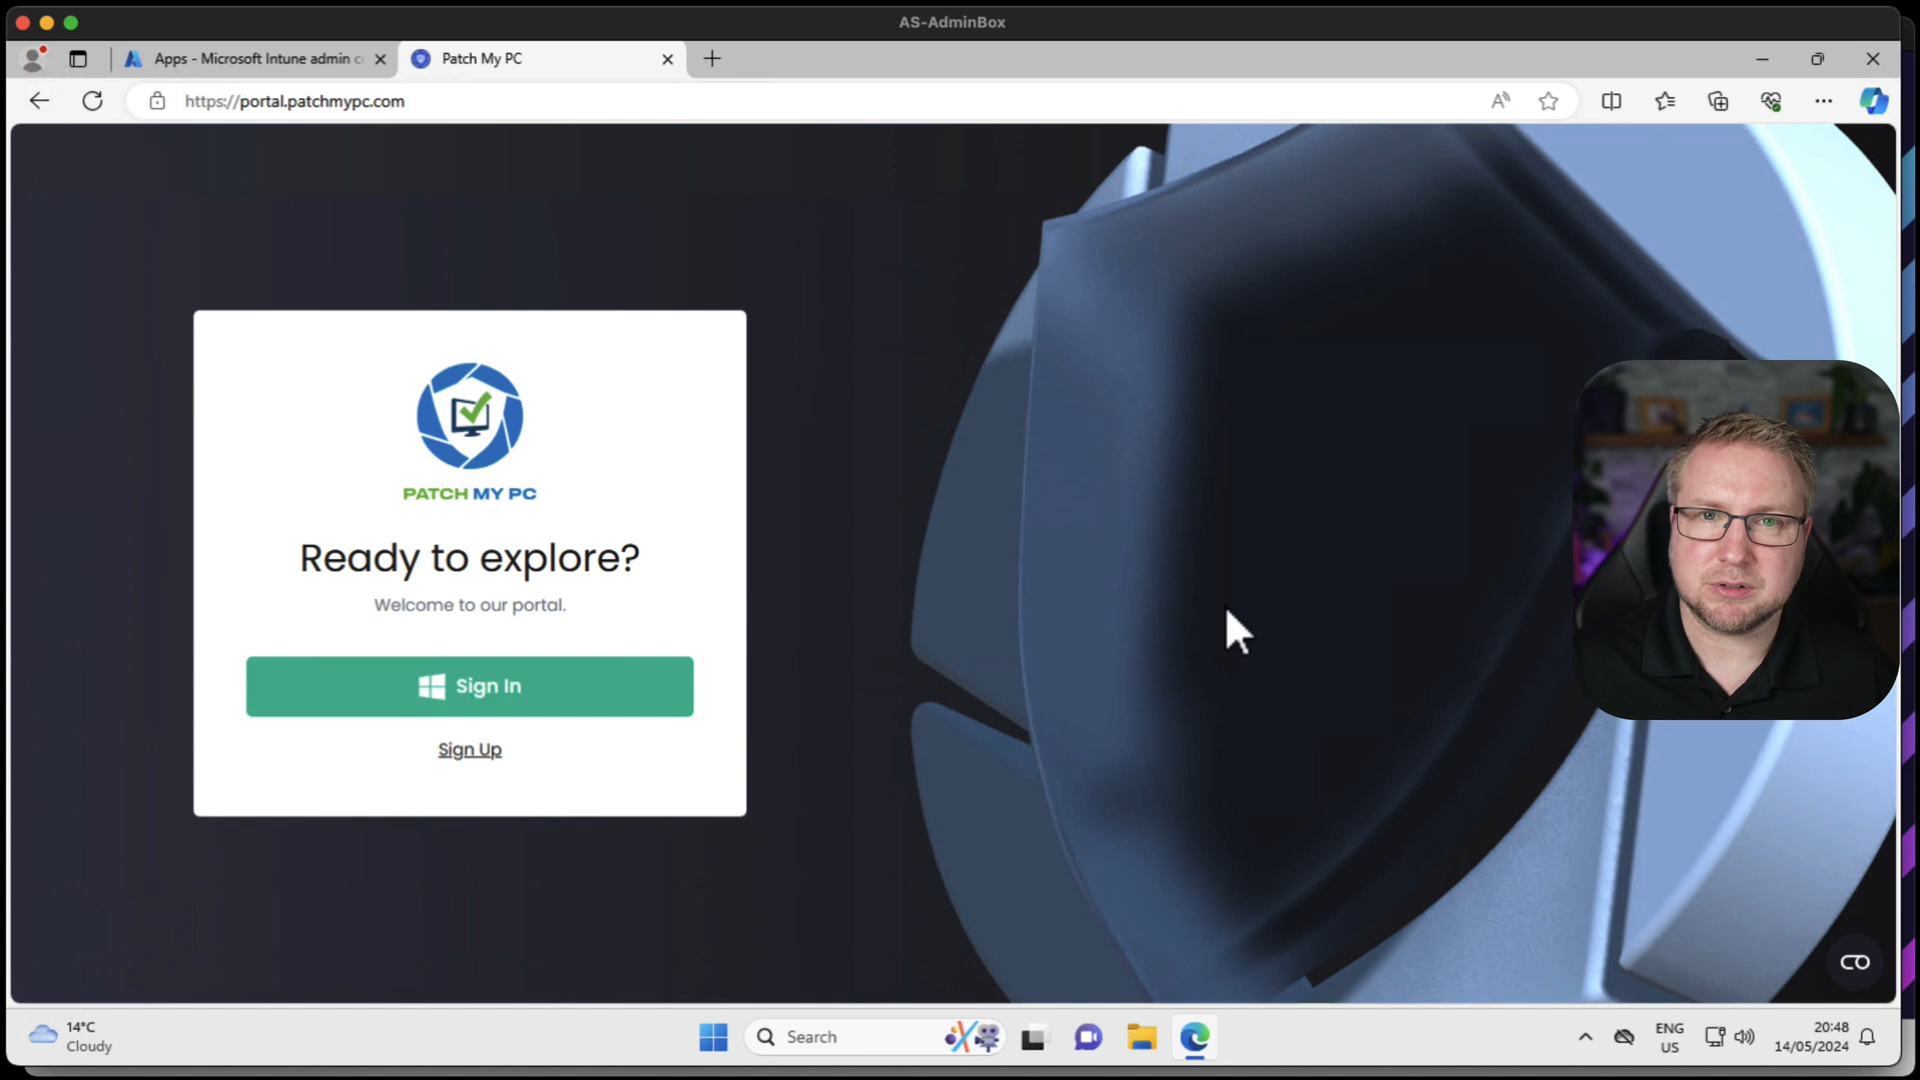 AS-AdminBox
Apps - Microsoft Intune admin c
Patch My PC
https://portal.patchmypc.com
PATCH MY PC
Ready to explore?
Welcome to our portal.
Sign In
Sign Up
14°C
Cloudy
Search
ENG
US
20:48
14/05/2024